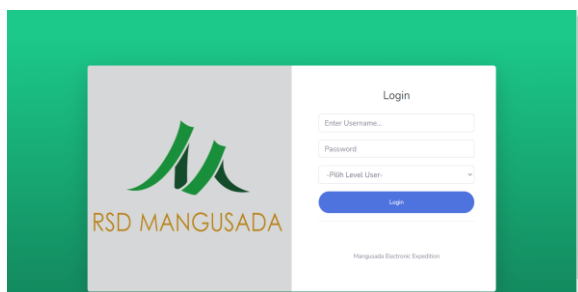 Login
Enter Username...
Password
-Pilih Level User-
Login
RSD MANGUSADA
Mangusada Electronic Expedition